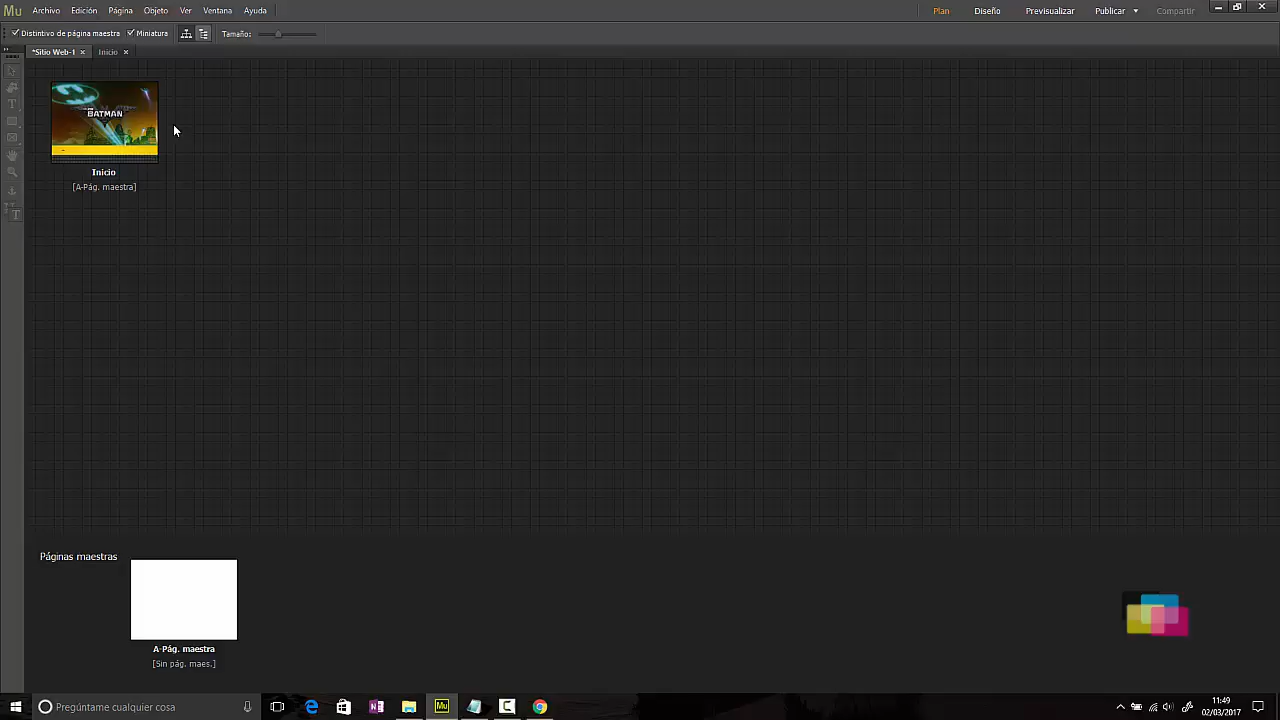 Mu Archivo Edición Página Objeto Ver Ventana Ayuda Plan Diseño Previsualizar Publicar Compartir
Distintivo de página maestra Miniatura Tamaño:
*Sitio Web-1 Inicio
BATMAN
Inicio
[A-Pág. maestra]
Páginas maestras
A-Pág. maestra
[Sin pág. maes.]
Pregúntame cualquier cosa
Mu
11:49
02/03/2017